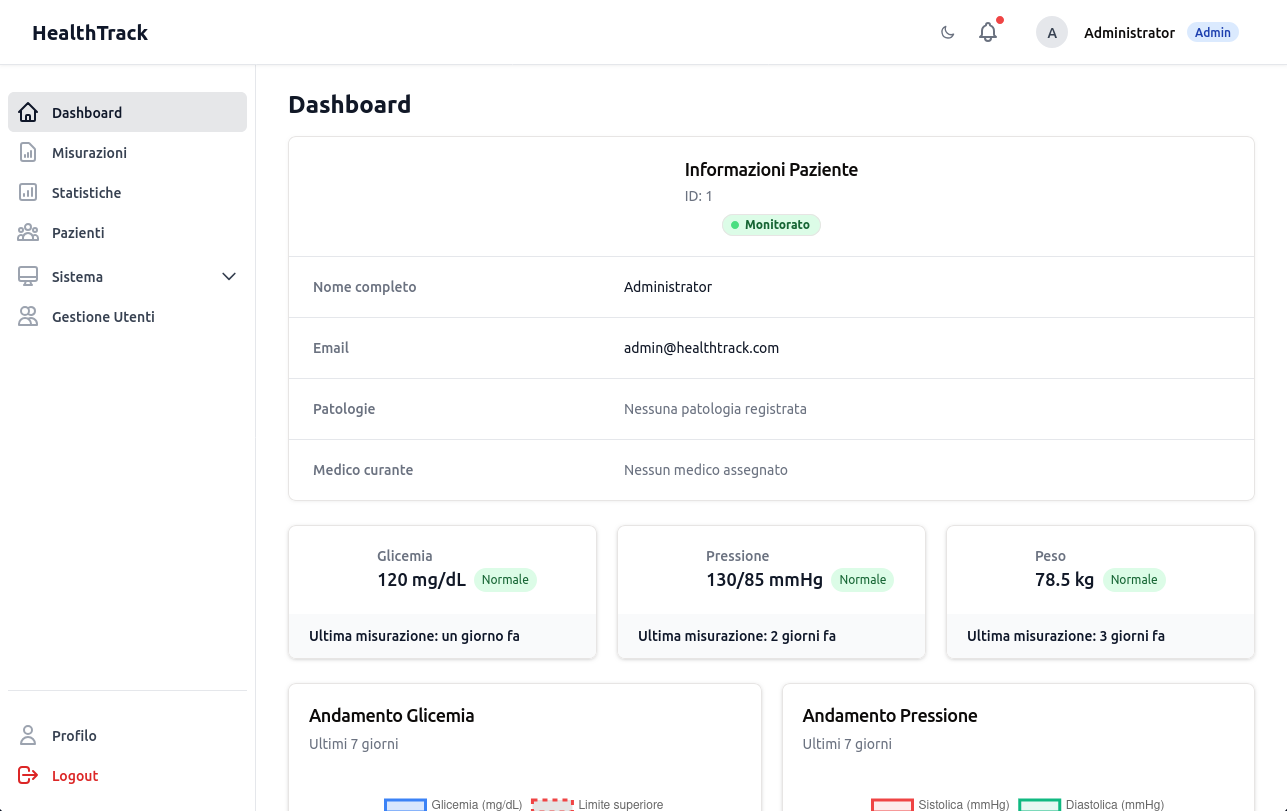 HealthTrack
A Administrator Admin
Dashboard
Misurazioni
Statistiche
Pazienti
Sistema
Gestione Utenti
Profilo
Logout
Dashboard
Informazioni Paziente
ID: 1
Monitorato
Nome completo Administrator
Email admin@healthtrack.com
Patologie Nessuna patologia registrata
Medico curante Nessun medico assegnato
Glicemia
120 mg/dL Normale
Ultima misurazione: un giorno fa
Pressione
130/85 mmHg Normale
Ultima misurazione: 2 giorni fa
Peso
78.5 kg Normale
Ultima misurazione: 3 giorni fa
Andamento Glicemia
Ultimi 7 giorni
Glicemia (mg/dL) Limite superiore
Andamento Pressione
Ultimi 7 giorni
Sistolica (mmHg) Diastolica (mmHg)